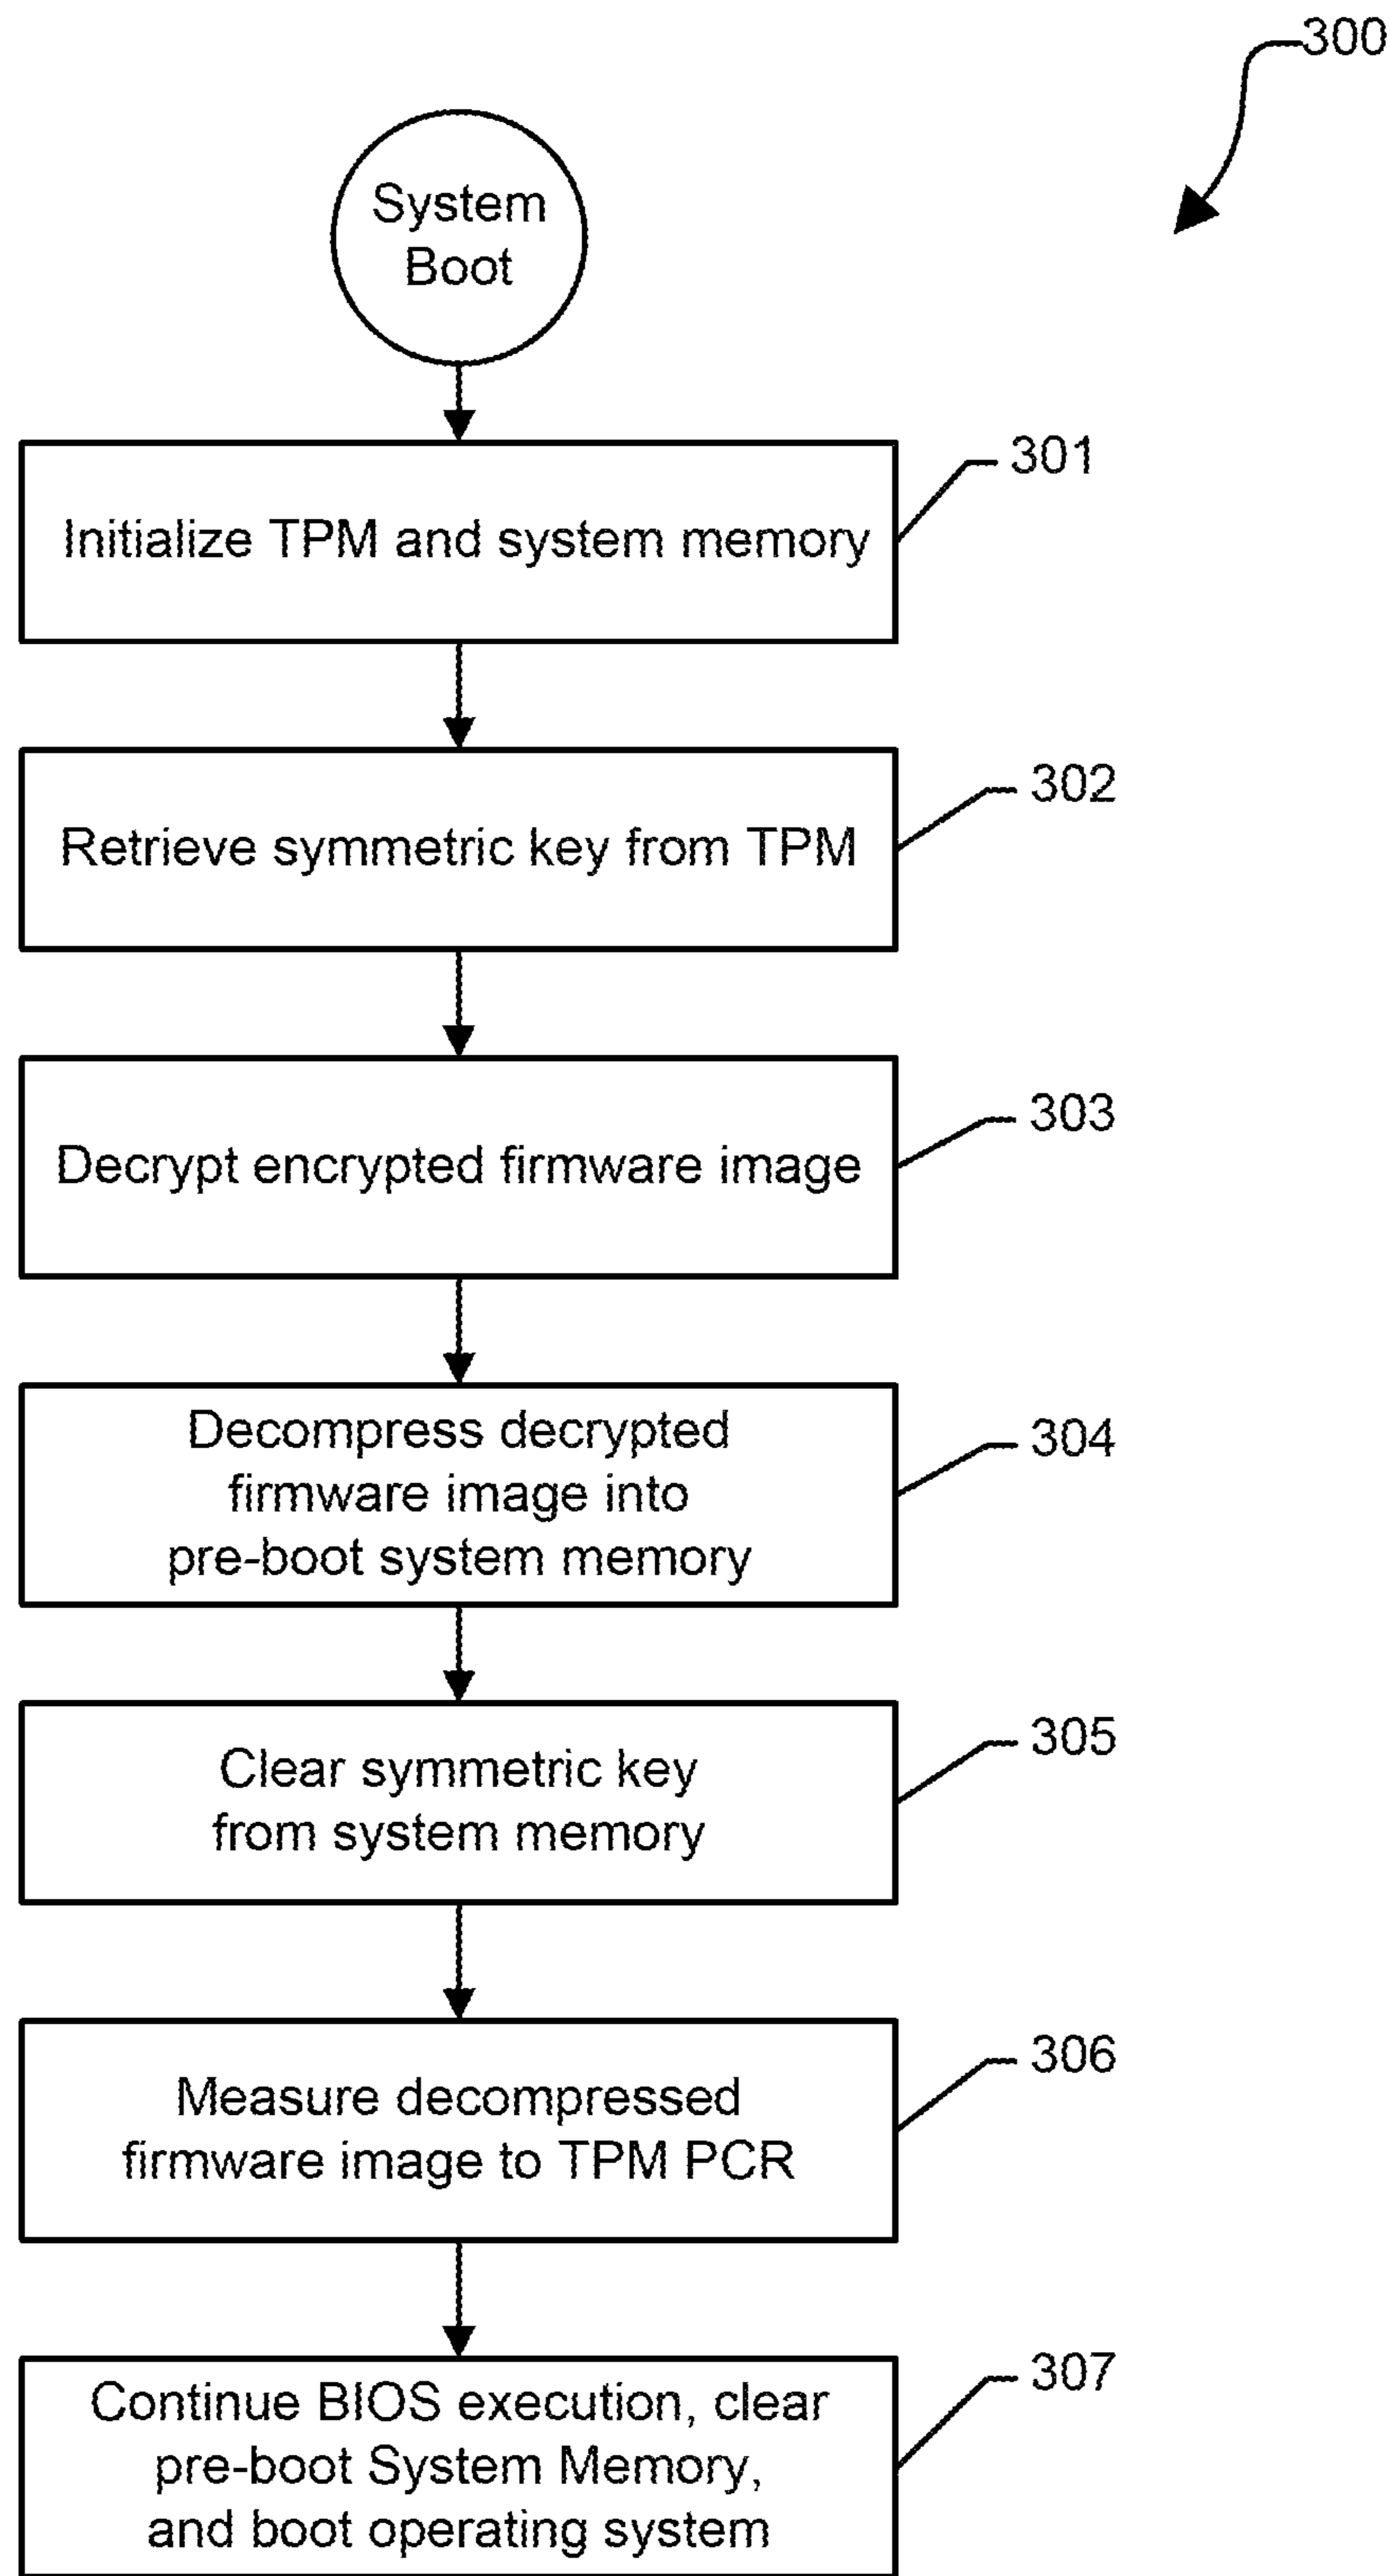 300
System
Boot
301
Initialize TPM and system memory
302
Retrieve symmetric key from TPM
303
Decrypt encrypted firmware image
304
Decompress decrypted
firmware image into
pre-boot system memory
305
Clear symmetric key
from system memory
306
Measure decompressed
firmware image to TPM PCR
307
Continue BIOS execution, clear
pre-boot System Memory,
and boot operating system